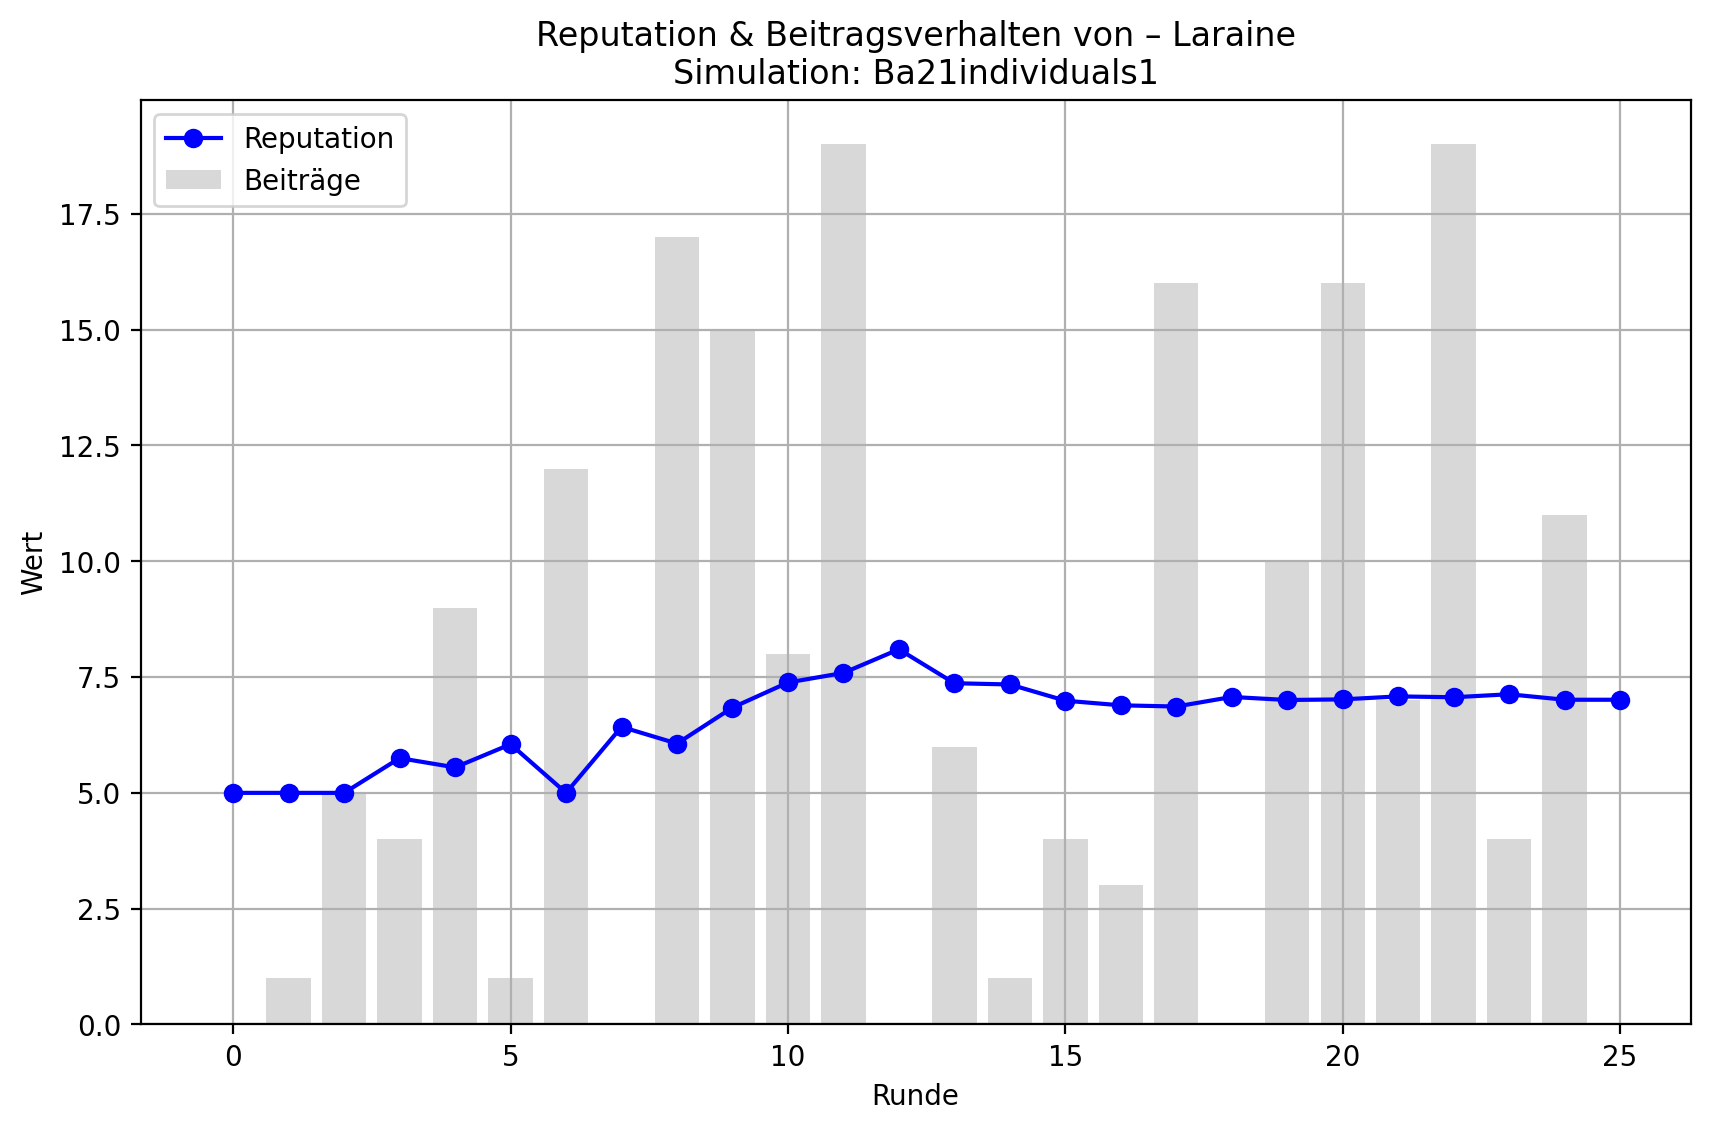 Reputation & Beitragsverhalten von – Laraine
Simulation: Ba21individuals1
Reputation
Beiträge
17.5
15.0
12.5
10.0
7.5
5.0
2.5
0.0
Wert
0 5 10 15 20 25
Runde